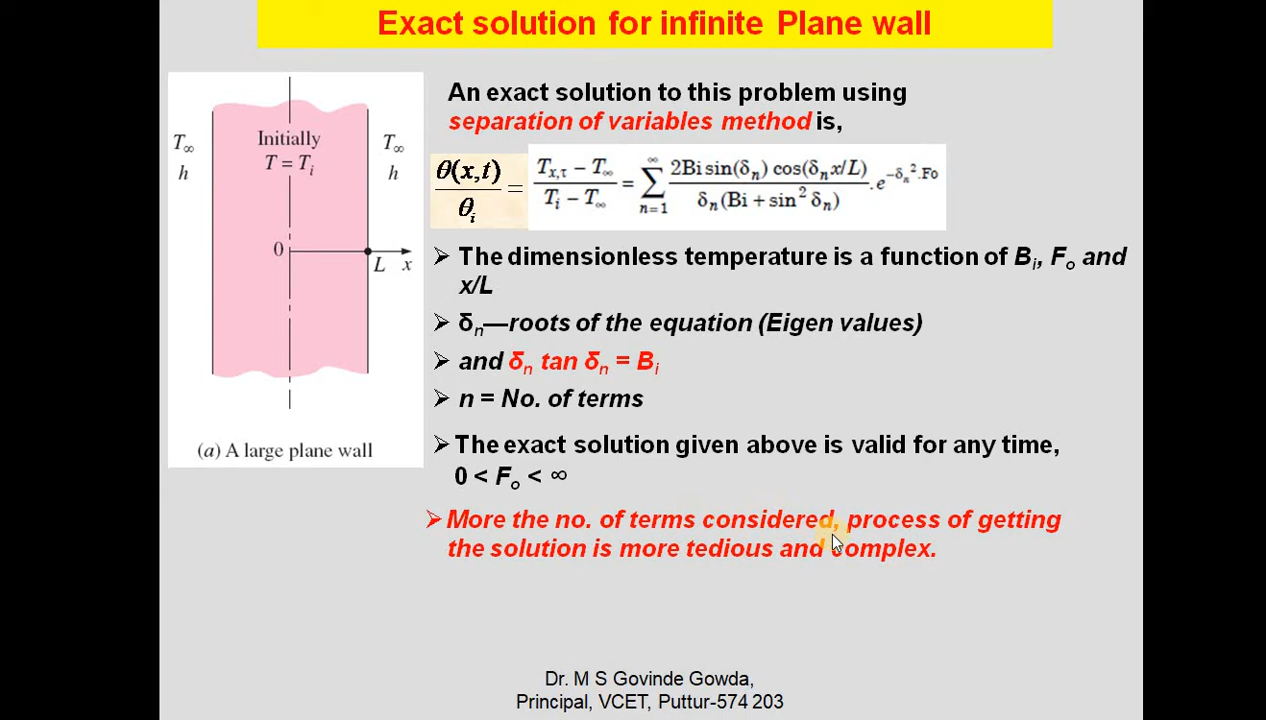 Exact solution for infinite Plane wall
T∞
h
Initially
T = Ti
T∞
h
0
L x
(a) A large plane wall
An exact solution to this problem using
separation of variables method is,
θ(x,t)/θi = (Tx,τ − T∞)/(Ti − T∞) = ∑ n=1 ∞ 2Bi sin(δn) cos(δn x/L)/δn(Bi + sin² δn) .e^−δn².Fo
➢ The dimensionless temperature is a function of Bi, Fo and
x/L
➢ δn—roots of the equation (Eigen values)
➢ and δn tan δn = Bi
➢ n = No. of terms
➢ The exact solution given above is valid for any time,
0 < Fo < ∞
➢ More the no. of terms considered, process of getting
the solution is more tedious and complex.
Dr. M S Govinde Gowda,
Principal, VCET, Puttur-574 203